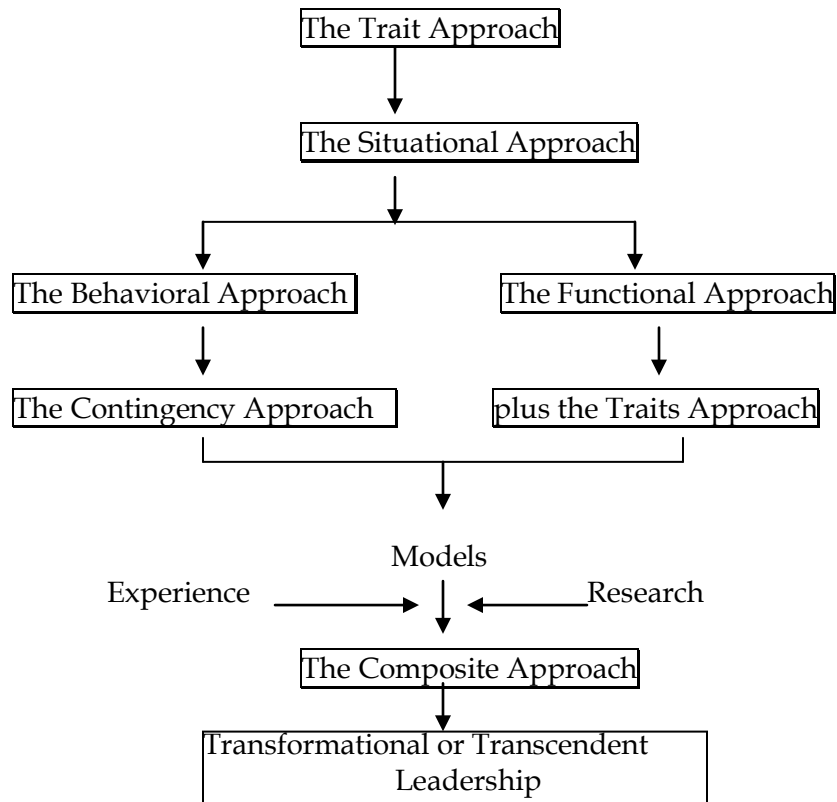 The Trait Approach
The Situational Approach
The Behavioral Approach
The Functional Approach
The Contingency Approach
plus the Traits Approach
Models
Experience
Research
The Composite Approach
Transformational or Transcendent
Leadership